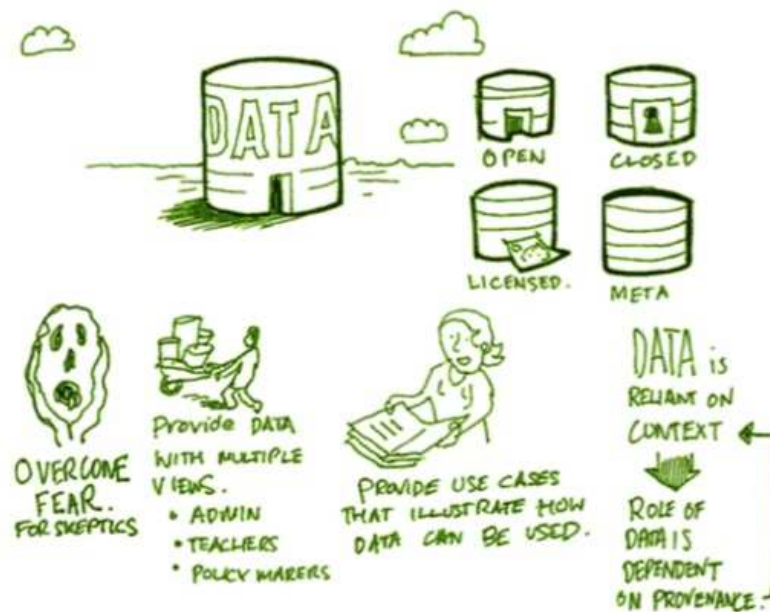 DATA
OPEN
CLOSED
LICENSED.
META
OVERCOME
FEAR.
FOR SKEPTICS
Provide DATA
WITH MULTIPLE
VIEWS.
• ADMIN
• TEACHERS
• POLICY MAKERS
PROVIDE USE CASES
THAT ILLUSTRATE HOW
DATA CAN BE USED.
DATA is
RELIANT ON
CONTEXT
ROLE OF
DATA IS
DEPENDENT
ON PROVENANCE.